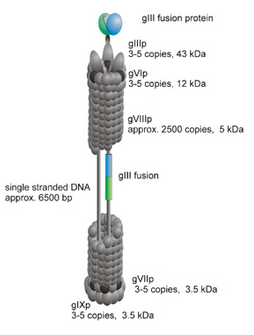 gIII fusion protein
gIIIp
3-5 copies, 43 kDa
gVIp
3-5 copies, 12 kDa
gVIIIp
approx. 2500 copies, 5 kDa
gIII fusion
single stranded DNA
approx. 6500 bp
gVIIp
3-5 copies, 3.5 kDa
gIXp
3-5 copies, 3.5 kDa